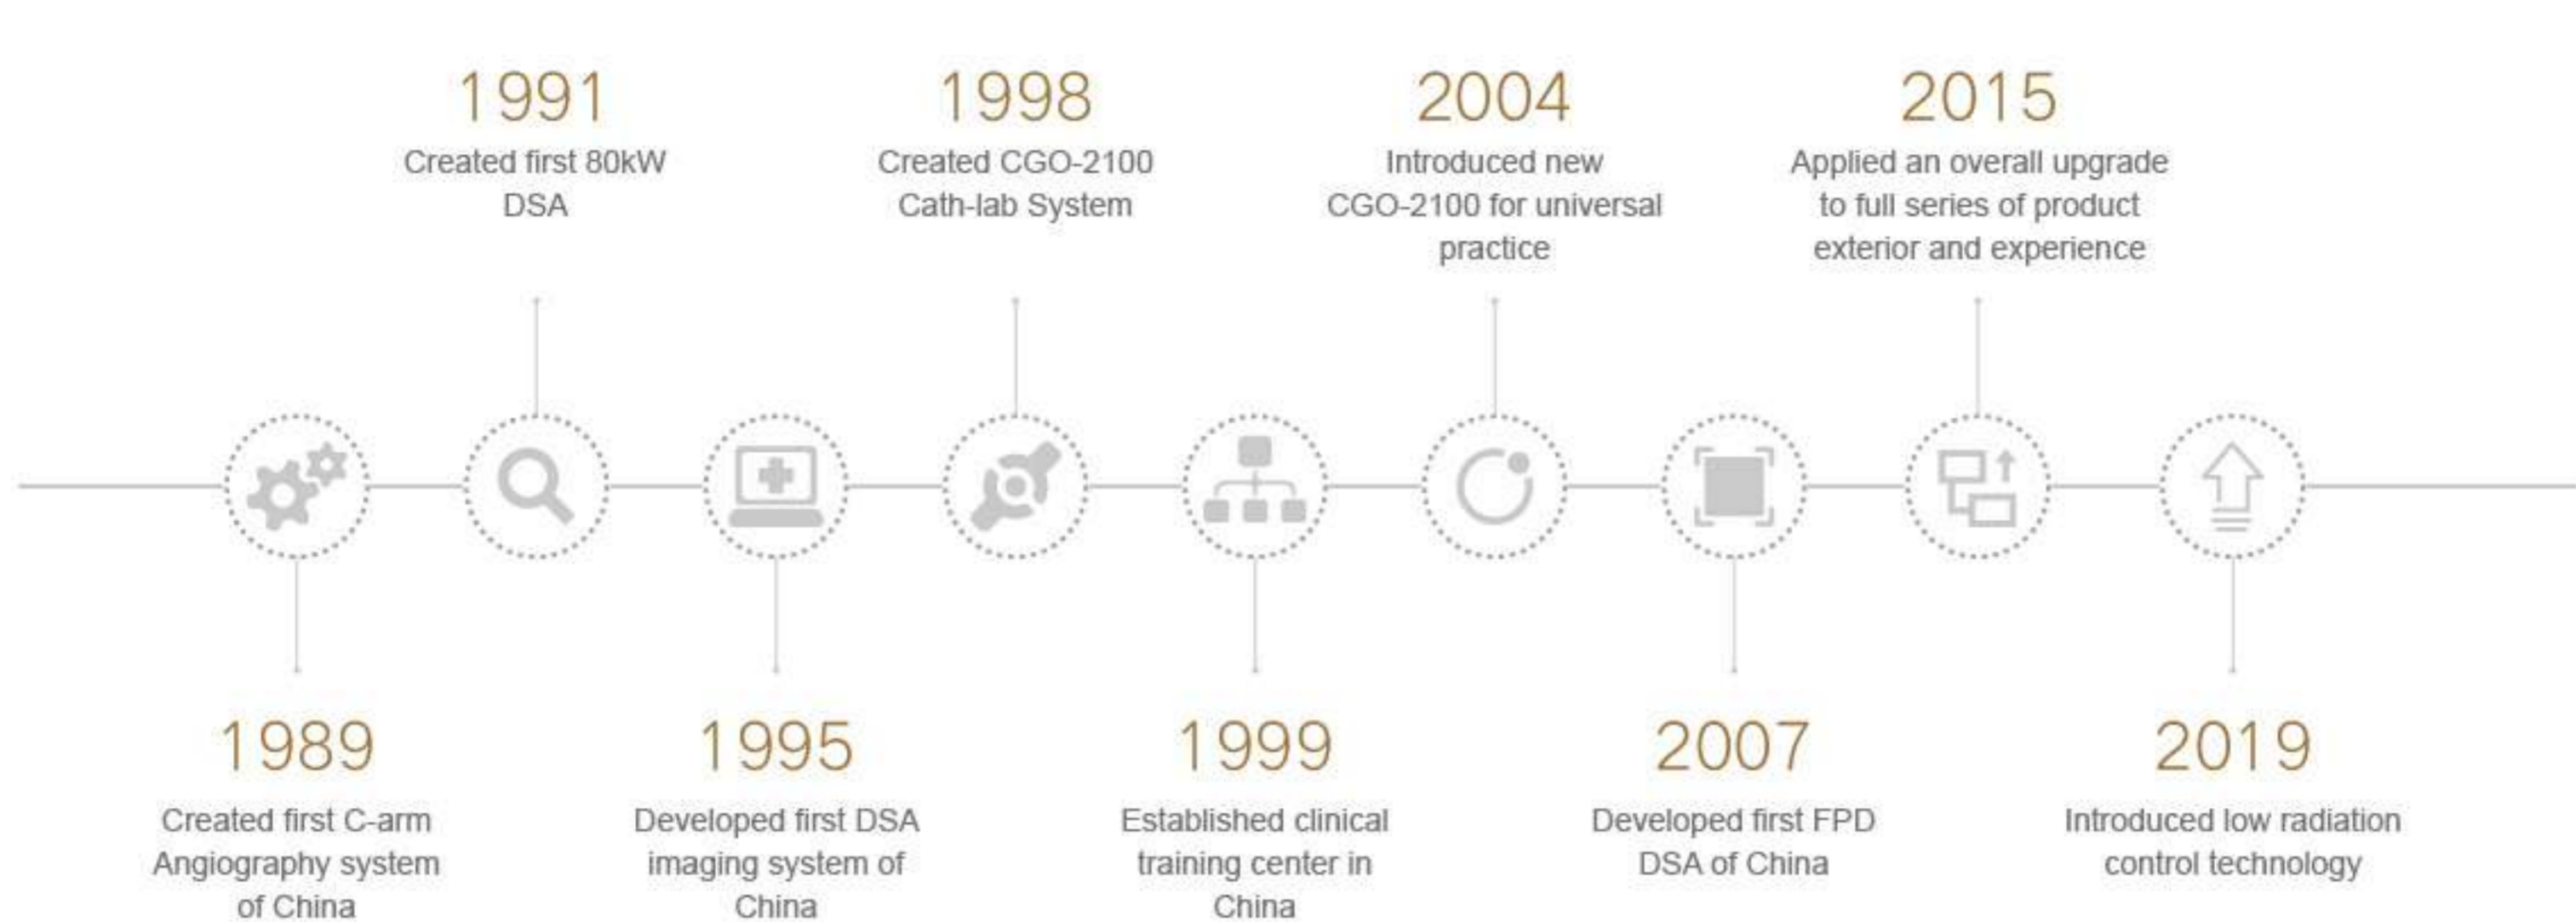 1991
Created first 80kW
DSA
1998
Created CGO-2100
Cath-lab System
2004
Introduced new
CGO-2100 for universal
practice
2015
Applied an overall upgrade
to full series of product
exterior and experience
1989
Created first C-arm
Angiography system
of China
1995
Developed first DSA
imaging system of
China
1999
Established clinical
training center in
China
2007
Developed first FPD
DSA of China
2019
Introduced low radiation
control technology